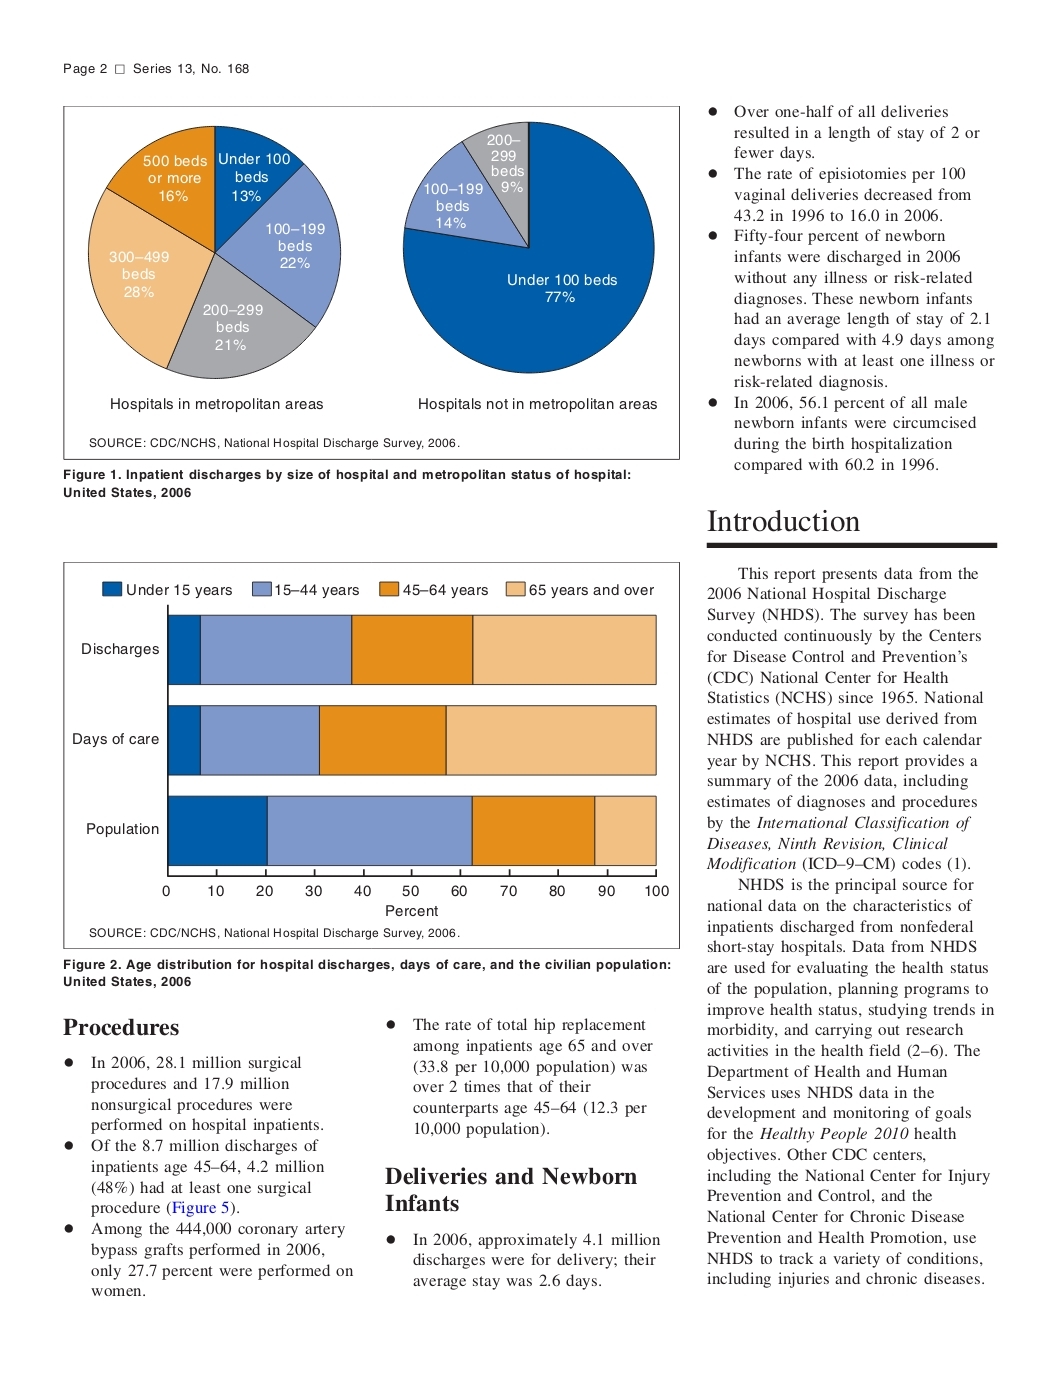 Page 2 □ Series 13, No. 168
500 beds
or more
16%
Under 100
beds
13%
100–199
beds
22%
300–499
beds
28%
200–299
beds
21%
Hospitals in metropolitan areas
200–
299
beds
9%
100–199
beds
14%
Under 100 beds
77%
Hospitals not in metropolitan areas
SOURCE: CDC/NCHS, National Hospital Discharge Survey, 2006.
Figure 1. Inpatient discharges by size of hospital and metropolitan status of hospital:
United States, 2006
Under 15 years 15–44 years 45–64 years 65 years and over
Discharges
Days of care
Population
0 10 20 30 40 50 60 70 80 90 100
Percent
SOURCE: CDC/NCHS, National Hospital Discharge Survey, 2006.
Figure 2. Age distribution for hospital discharges, days of care, and the civilian population:
United States, 2006
Procedures
● In 2006, 28.1 million surgical
procedures and 17.9 million
nonsurgical procedures were
performed on hospital inpatients.
● Of the 8.7 million discharges of
inpatients age 45–64, 4.2 million
(48%) had at least one surgical
procedure (Figure 5).
● Among the 444,000 coronary artery
bypass grafts performed in 2006,
only 27.7 percent were performed on
women.
● The rate of total hip replacement
among inpatients age 65 and over
(33.8 per 10,000 population) was
over 2 times that of their
counterparts age 45–64 (12.3 per
10,000 population).
Deliveries and Newborn
Infants
● In 2006, approximately 4.1 million
discharges were for delivery; their
average stay was 2.6 days.
● Over one-half of all deliveries
resulted in a length of stay of 2 or
fewer days.
● The rate of episiotomies per 100
vaginal deliveries decreased from
43.2 in 1996 to 16.0 in 2006.
● Fifty-four percent of newborn
infants were discharged in 2006
without any illness or risk-related
diagnoses. These newborn infants
had an average length of stay of 2.1
days compared with 4.9 days among
newborns with at least one illness or
risk-related diagnosis.
● In 2006, 56.1 percent of all male
newborn infants were circumcised
during the birth hospitalization
compared with 60.2 in 1996.
Introduction
This report presents data from the
2006 National Hospital Discharge
Survey (NHDS). The survey has been
conducted continuously by the Centers
for Disease Control and Prevention’s
(CDC) National Center for Health
Statistics (NCHS) since 1965. National
estimates of hospital use derived from
NHDS are published for each calendar
year by NCHS. This report provides a
summary of the 2006 data, including
estimates of diagnoses and procedures
by the International Classification of
Diseases, Ninth Revision, Clinical
Modification (ICD–9–CM) codes (1).
NHDS is the principal source for
national data on the characteristics of
inpatients discharged from nonfederal
short-stay hospitals. Data from NHDS
are used for evaluating the health status
of the population, planning programs to
improve health status, studying trends in
morbidity, and carrying out research
activities in the health field (2–6). The
Department of Health and Human
Services uses NHDS data in the
development and monitoring of goals
for the Healthy People 2010 health
objectives. Other CDC centers,
including the National Center for Injury
Prevention and Control, and the
National Center for Chronic Disease
Prevention and Health Promotion, use
NHDS to track a variety of conditions,
including injuries and chronic diseases.